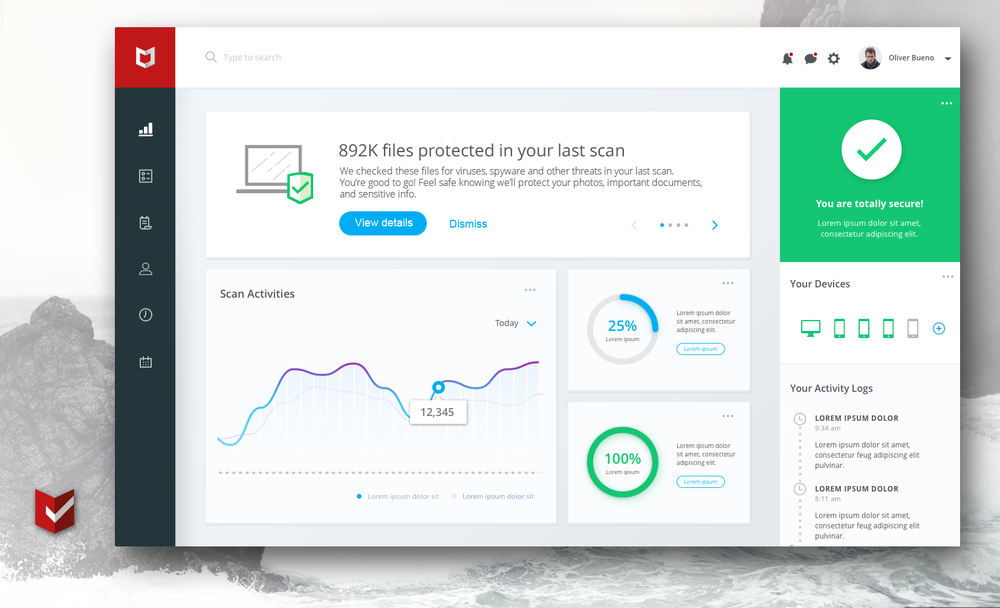 Type to search
Oliver Bueno
892K files protected in your last scan
We checked these files for viruses, spyware and other threats in your last scan.
You're good to go! Feel safe knowing we'll protect your photos, important documents,
and sensitive info.
View details
Dismiss
You are totally secure!
Lorem ipsum dolor sit amet,
consectetur adipiscing elit.
Scan Activities
Today
12,345
Lorem ipsum dolor sit
Lorem ipsum dolor sit
25%
Lorem ipsum
Lorem ipsum dolor
sit amet, consectetur
adipiscing elit.
Lorem ipsum
100%
Lorem ipsum
Lorem ipsum dolor
sit amet, consectetur
adipiscing elit.
Lorem ipsum
Your Devices
Your Activity Logs
LOREM IPSUM DOLOR
9:34 am
Lorem ipsum dolor sit amet,
consectetur feug adipiscing elit
pulvinar.
LOREM IPSUM DOLOR
8:11 am
Lorem ipsum dolor sit amet,
consectetur feug adipiscing elit
pulvinar.